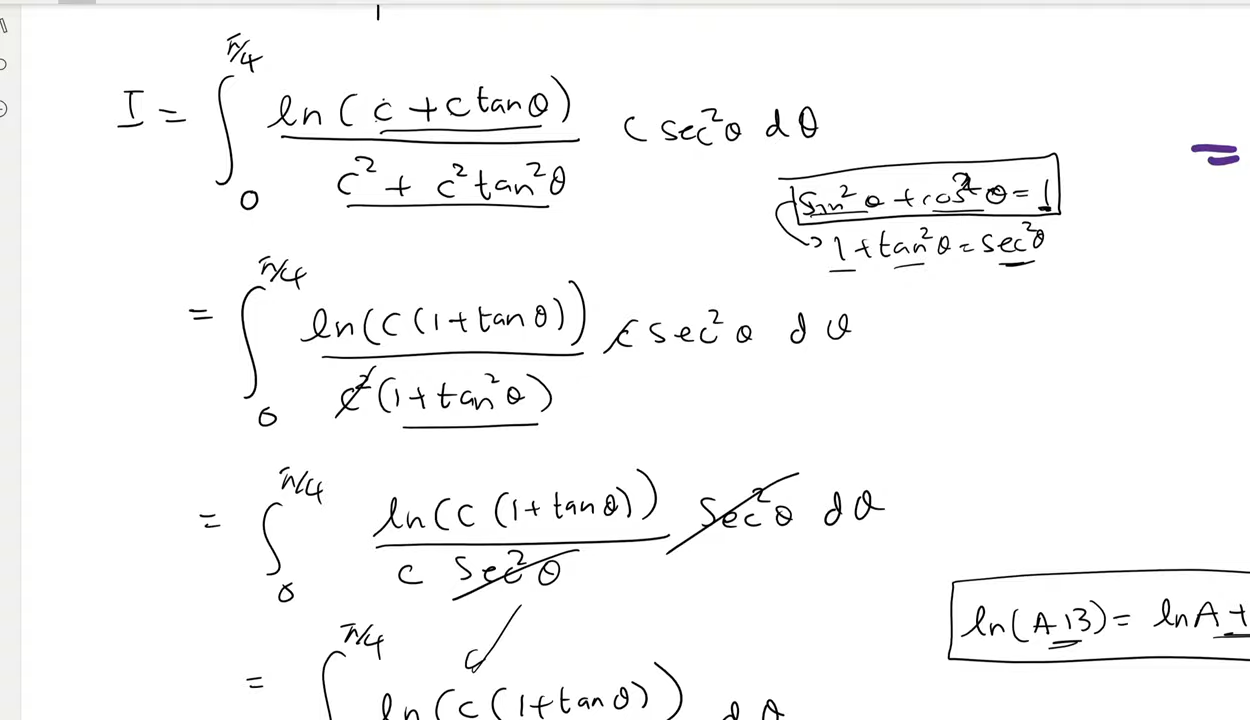 I = ∫₀^(π/4) ln(c + c tanθ) / (c² + c² tan²θ) c sec²θ dθ
sin²θ + cos²θ = 1
1 + tan²θ = sec²θ
= ∫₀^(π/4) ln(c(1 + tanθ)) / (c²(1 + tan²θ)) c sec²θ dθ
= ∫₀^(π/4) ln(c(1 + tanθ)) / (c sec²θ) sec²θ dθ
ln(AB) = lnA +
= ∫^(π/4) ln(c(1 + tanθ)) dθ